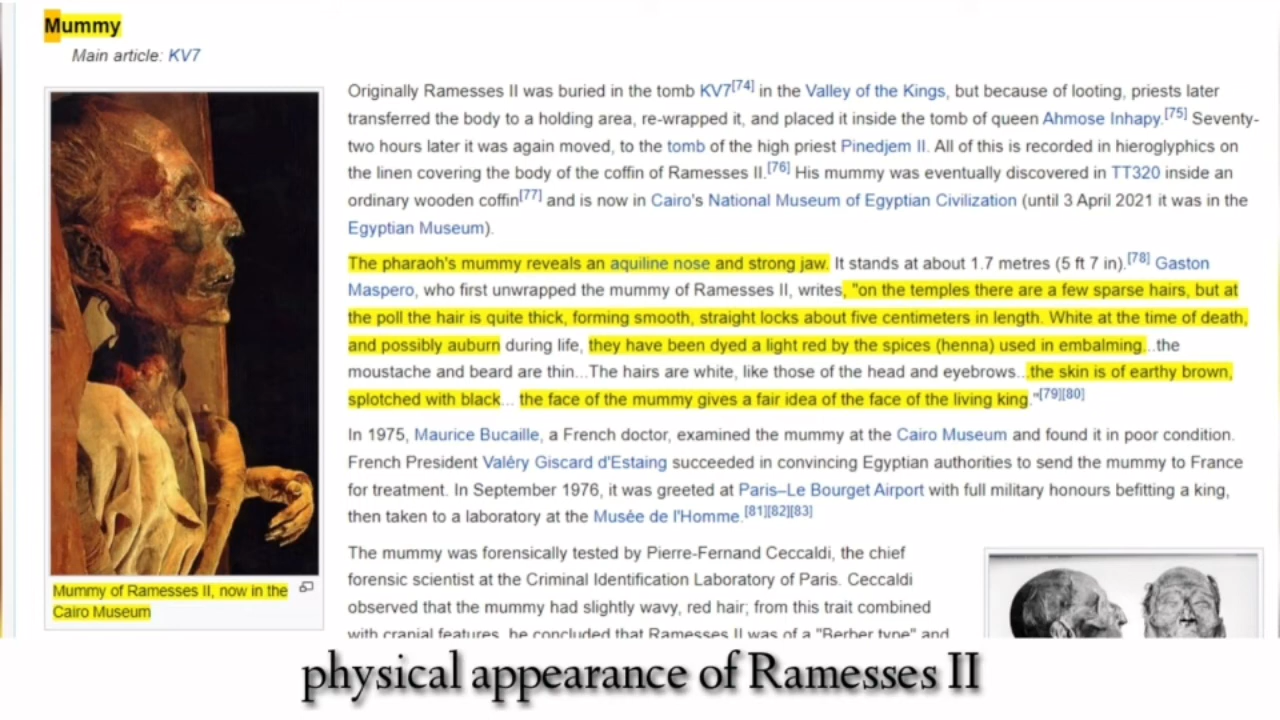 Mummy
Main article: KV7
Originally Ramesses II was buried in the tomb KV7[74] in the Valley of the Kings, but because of looting, priests later
transferred the body to a holding area, re-wrapped it, and placed it inside the tomb of queen Ahmose Inhapy.[75] Seventy-
two hours later it was again moved, to the tomb of the high priest Pinedjem II. All of this is recorded in hieroglyphics on
the linen covering the body of the coffin of Ramesses II.[76] His mummy was eventually discovered in TT320 inside an
ordinary wooden coffin[77] and is now in Cairo's National Museum of Egyptian Civilization (until 3 April 2021 it was in the
Egyptian Museum).
The pharaoh's mummy reveals an aquiline nose and strong jaw. It stands at about 1.7 metres (5 ft 7 in).[78] Gaston
Maspero, who first unwrapped the mummy of Ramesses II, writes, "on the temples there are a few sparse hairs, but at
the poll the hair is quite thick, forming smooth, straight locks about five centimeters in length. White at the time of death,
and possibly auburn during life, they have been dyed a light red by the spices (henna) used in embalming...the
moustache and beard are thin...The hairs are white, like those of the head and eyebrows...the skin is of earthy brown,
splotched with black... the face of the mummy gives a fair idea of the face of the living king."[79][80]
In 1975, Maurice Bucaille, a French doctor, examined the mummy at the Cairo Museum and found it in poor condition.
French President Valéry Giscard d'Estaing succeeded in convincing Egyptian authorities to send the mummy to France
for treatment. In September 1976, it was greeted at Paris–Le Bourget Airport with full military honours befitting a king,
then taken to a laboratory at the Musée de l'Homme.[81][82][83]
The mummy was forensically tested by Pierre-Fernand Ceccaldi, the chief
forensic scientist at the Criminal Identification Laboratory of Paris. Ceccaldi
observed that the mummy had slightly wavy, red hair; from this trait combined
with cranial features, he concluded that Ramesses II was of a "Berber type" and
Mummy of Ramesses II, now in the
Cairo Museum
physical appearance of Ramesses II